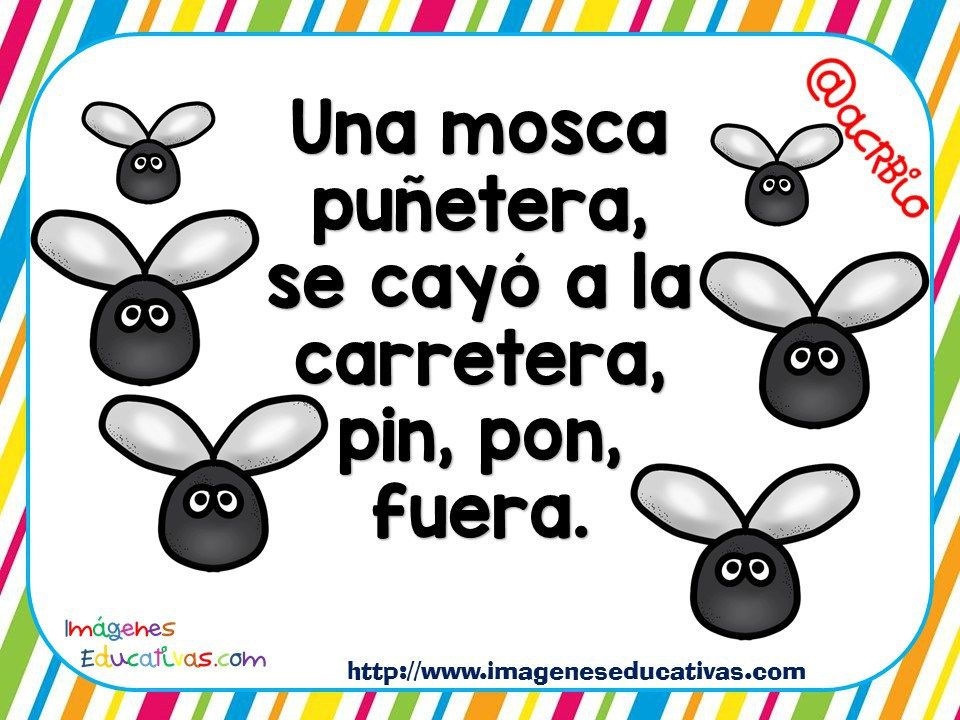 Una mosca
puñetera,
se cayó a la
carretera,
pin, pon,
fuera.
@acrbio
Imágenes
Educativas.com
http://www.imageneseducativas.com